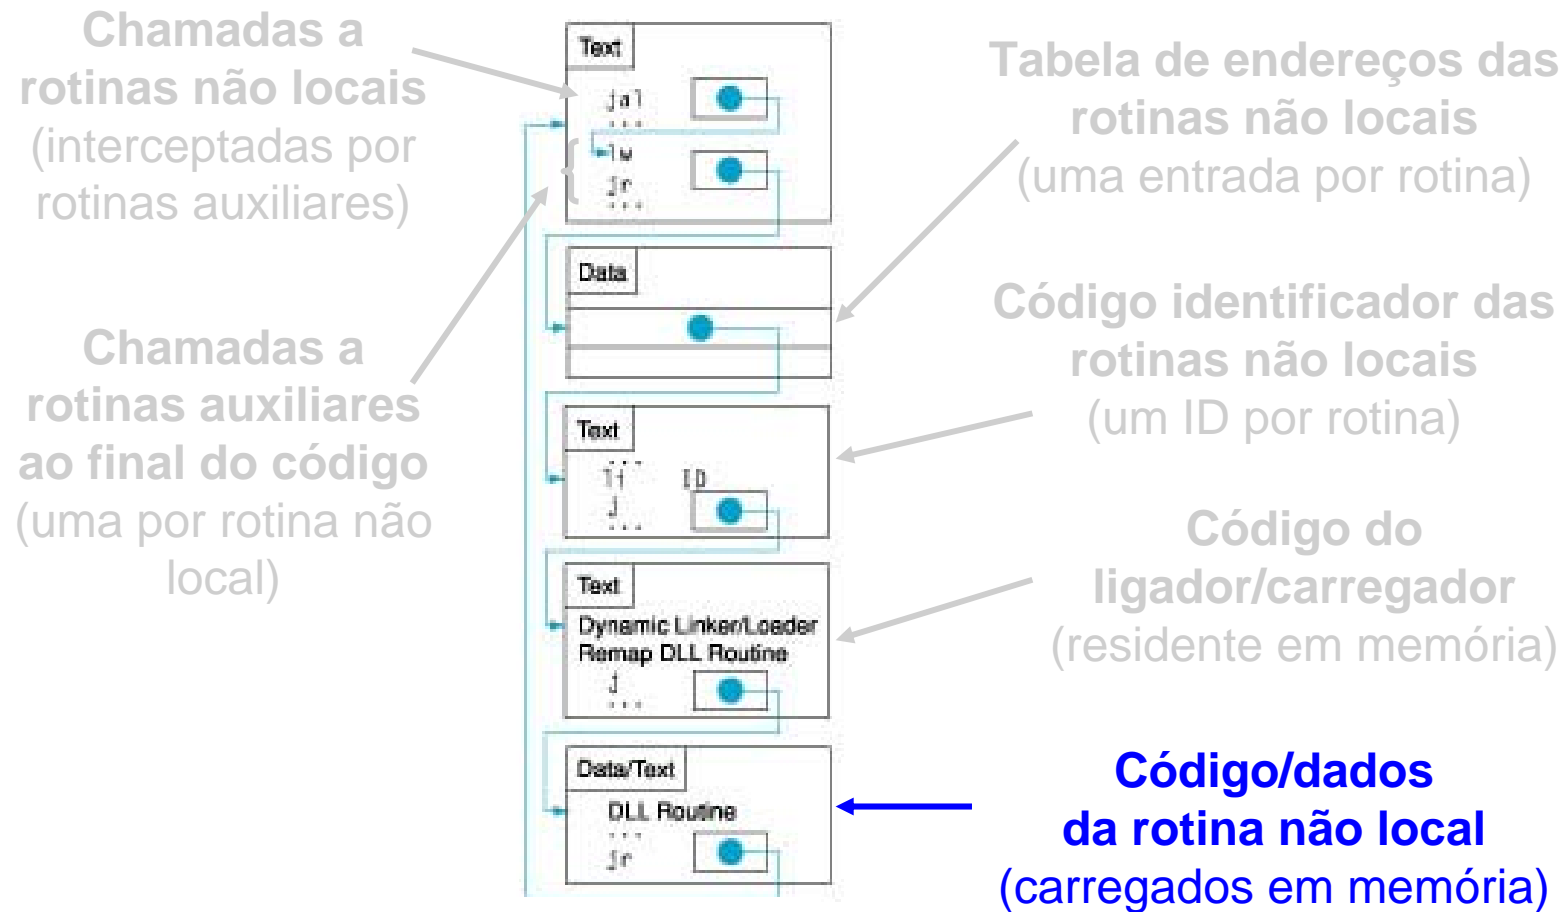 Chamadas a
rotinas não locais
(interceptadas por
rotinas auxiliares)
Chamadas a
rotinas auxiliares
ao final do código
(uma por rotina não
local)
Text
jal
...
lw
jr
...
Data
Text
...
li ID
j
...
Text
Dynamic Linker/Loader
Remap DLL Routine
j
...
Data/Text
DLL Routine
...
jr
Tabela de endereços das
rotinas não locais
(uma entrada por rotina)
Código identificador das
rotinas não locais
(um ID por rotina)
Código do
ligador/carregador
(residente em memória)
Código/dados
da rotina não local
(carregados em memória)